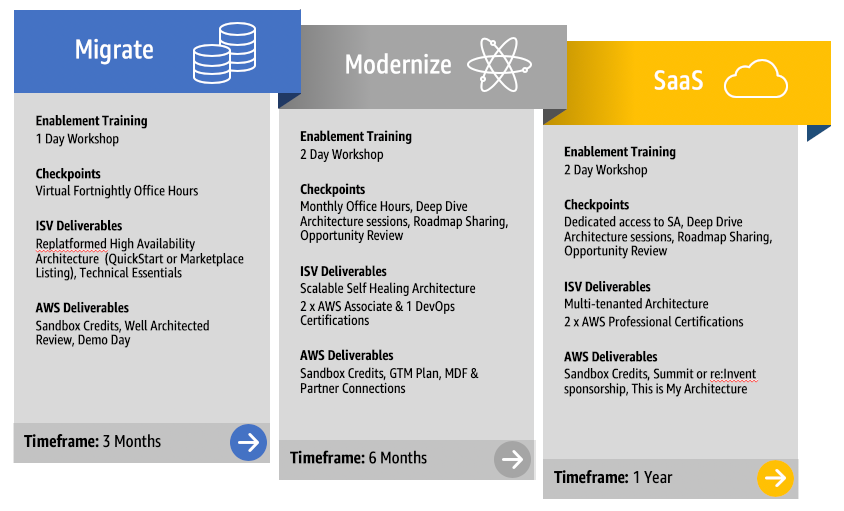 Migrate
Enablement Training
1 Day Workshop
Checkpoints
Virtual Fortnightly Office Hours
ISV Deliverables
Replatformed High Availability
Architecture (QuickStart or Marketplace
Listing), Technical Essentials
AWS Deliverables
Sandbox Credits, Well Architected
Review, Demo Day
Timeframe: 3 Months
Modernize
Enablement Training
2 Day Workshop
Checkpoints
Monthly Office Hours, Deep Dive
Architecture sessions, Roadmap Sharing,
Opportunity Review
ISV Deliverables
Scalable Self Healing Architecture
2 x AWS Associate & 1 DevOps
Certifications
AWS Deliverables
Sandbox Credits, GTM Plan, MDF &
Partner Connections
Timeframe: 6 Months
SaaS
Enablement Training
2 Day Workshop
Checkpoints
Dedicated access to SA, Deep Drive
Architecture sessions, Roadmap Sharing,
Opportunity Review
ISV Deliverables
Multi-tenanted Architecture
2 x AWS Professional Certifications
AWS Deliverables
Sandbox Credits, Summit or re:Invent
sponsorship, This is My Architecture
Timeframe: 1 Year